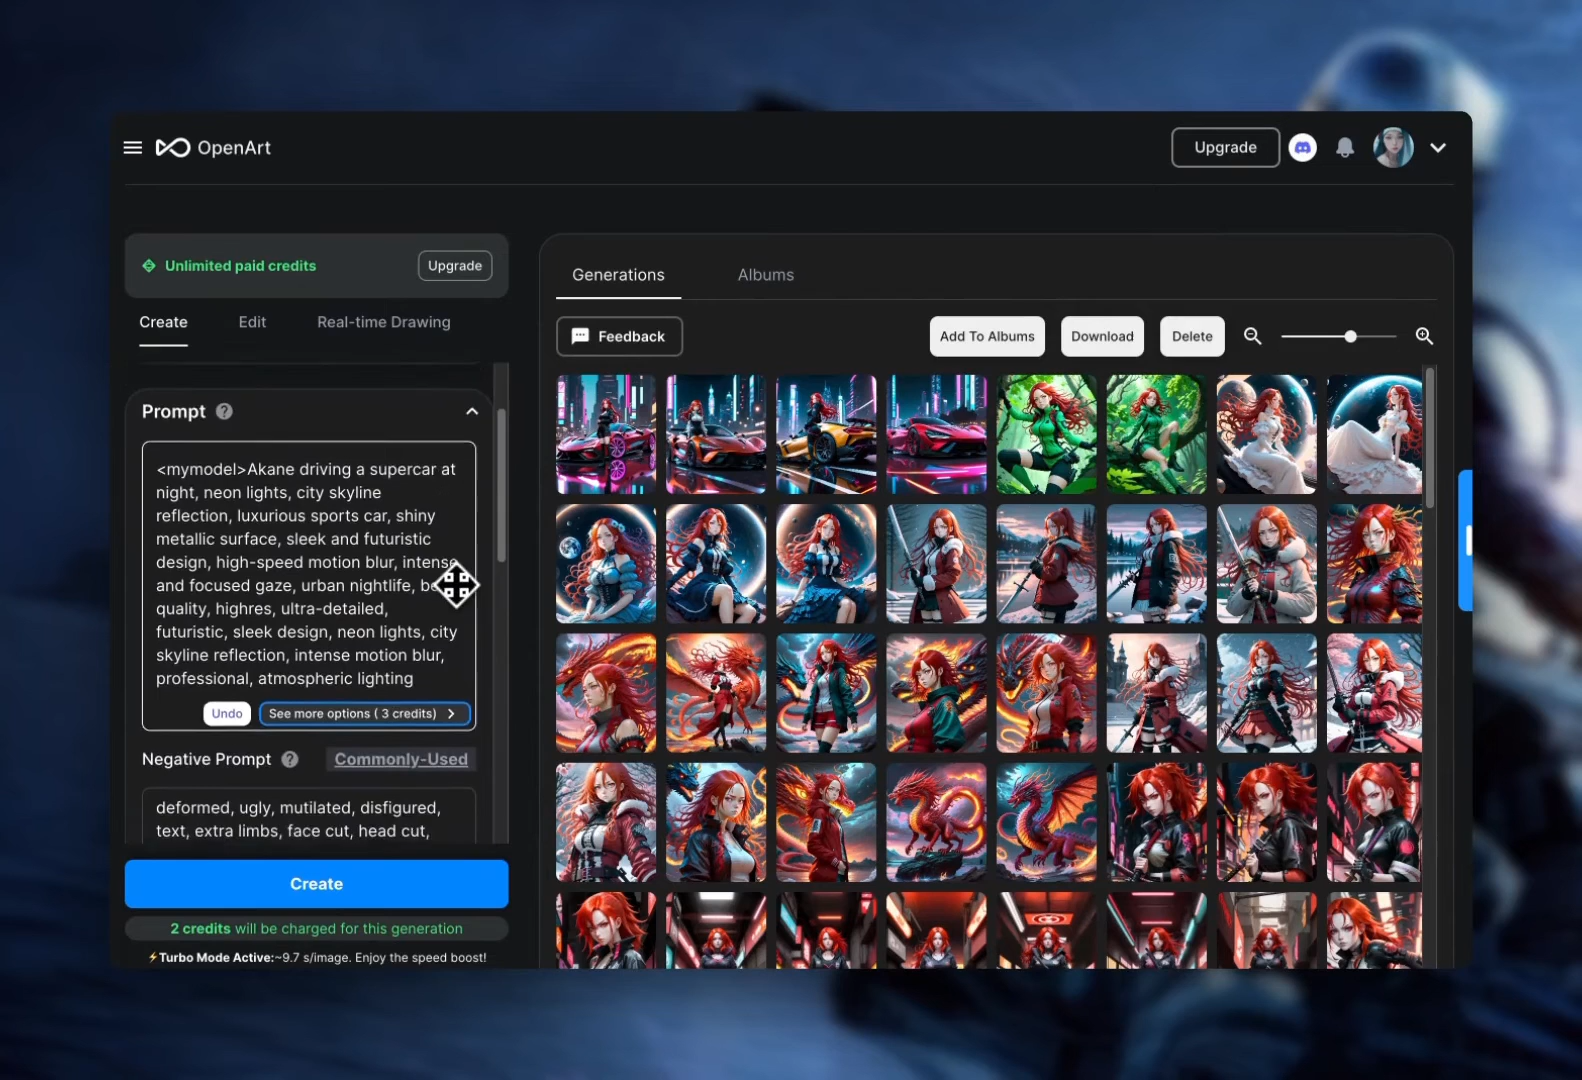 OpenArt
Upgrade
Unlimited paid credits
Upgrade
Create
Edit
Real-time Drawing
Prompt ?
<mymodel>Akane driving a supercar at
night, neon lights, city skyline
reflection, luxurious sports car, shiny
metallic surface, sleek and futuristic
design, high-speed motion blur, intense
and focused gaze, urban nightlife,
quality, highres, ultra-detailed,
futuristic, sleek design, neon lights, city
skyline reflection, intense motion blur,
professional, atmospheric lighting
Undo
See more options ( 3 credits)
Negative Prompt ?
Commonly-Used
deformed, ugly, mutilated, disfigured,
text, extra limbs, face cut, head cut,
Create
2 credits will be charged for this generation
⚡Turbo Mode Active:~9.7 s/image. Enjoy the speed boost!
Generations
Albums
Feedback
Add To Albums
Download
Delete